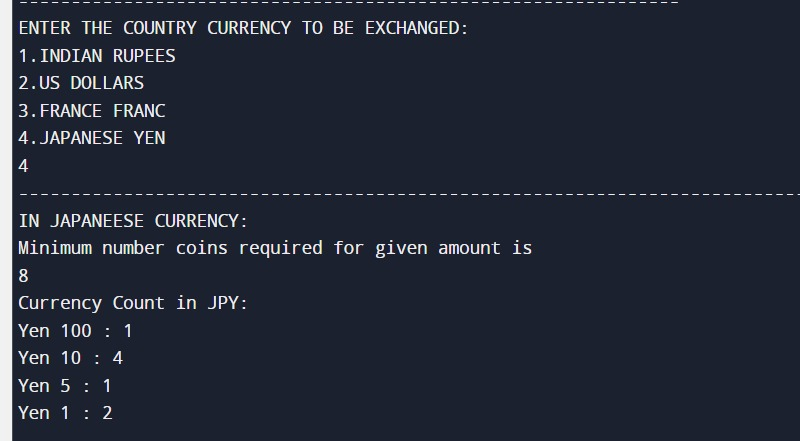 ----------------------------------------------------------------
ENTER THE COUNTRY CURRENCY TO BE EXCHANGED:
1.INDIAN RUPEES
2.US DOLLARS
3.FRANCE FRANC
4.JAPANESE YEN
4
---------------------------------------------------------------------------
IN JAPANEESE CURRENCY:
Minimum number coins required for given amount is
8
Currency Count in JPY:
Yen 100 : 1
Yen 10 : 4
Yen 5 : 1
Yen 1 : 2